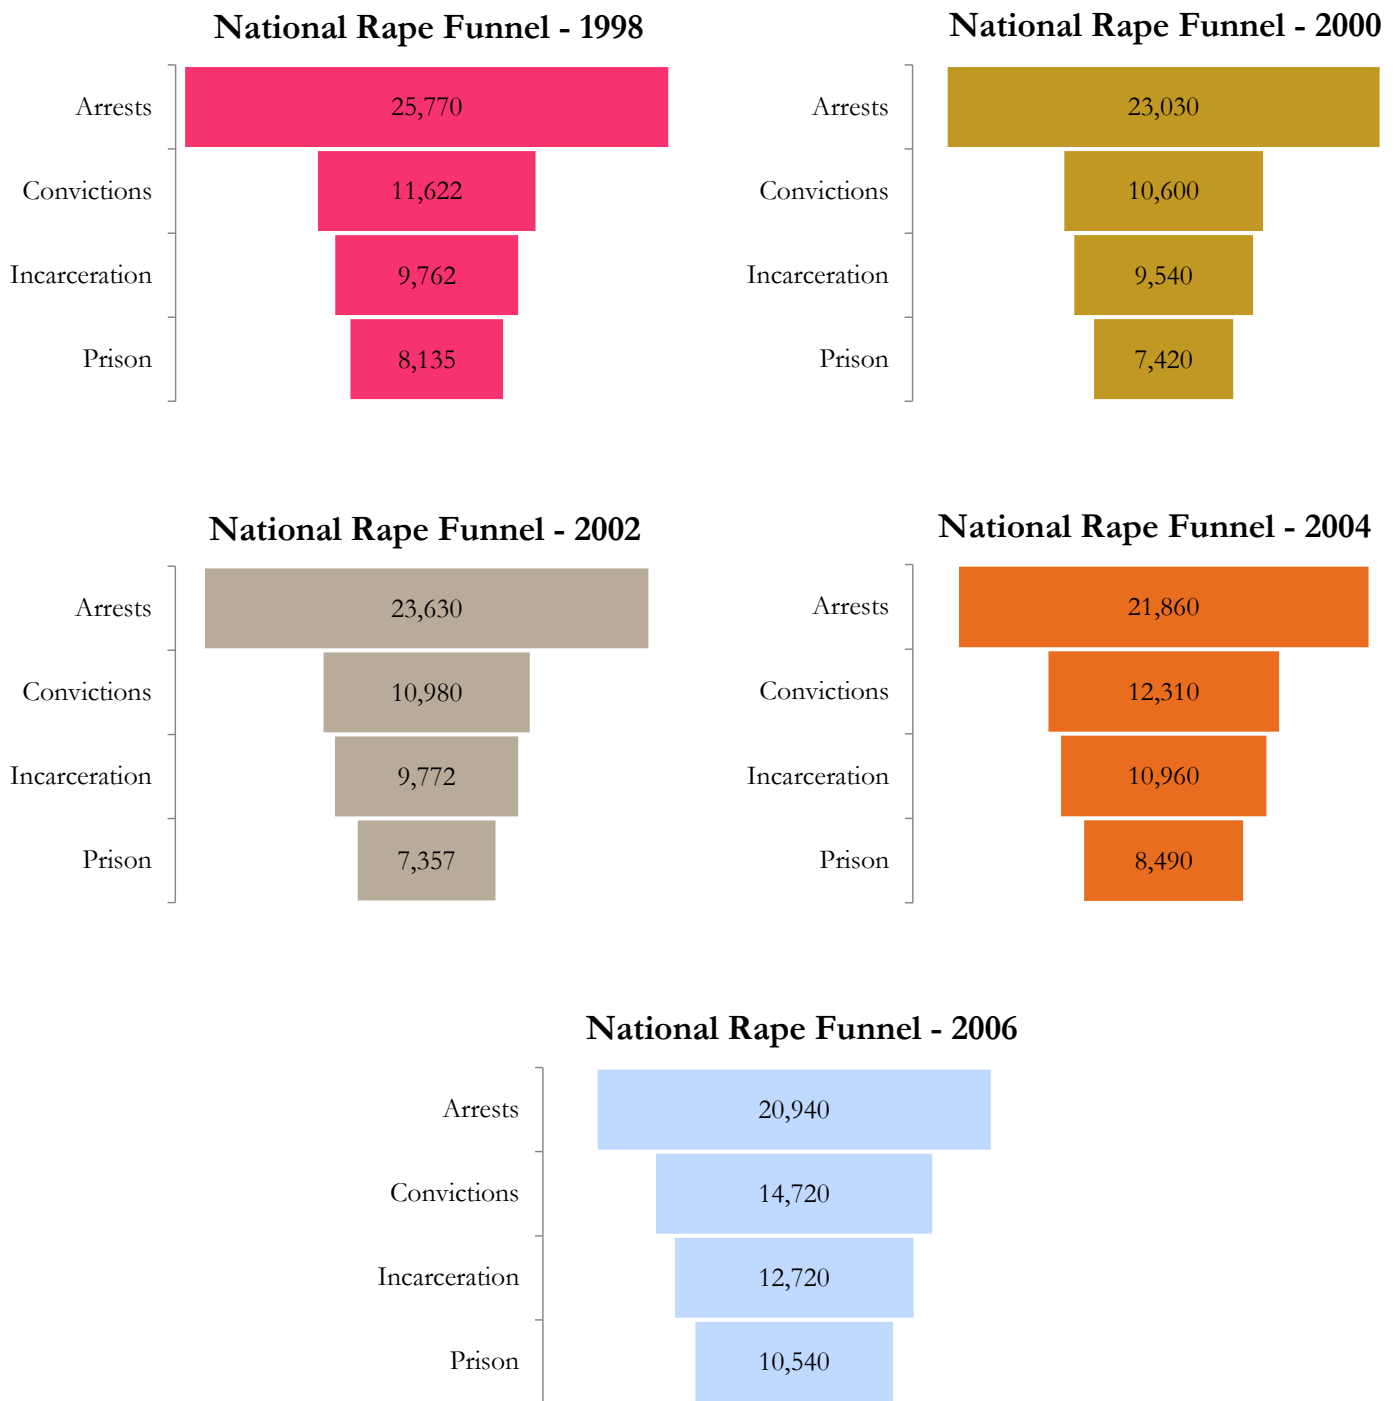 National Rape Funnel - 1998
Arrests 25,770
Convictions 11,622
Incarceration 9,762
Prison 8,135
National Rape Funnel - 2000
Arrests 23,030
Convictions 10,600
Incarceration 9,540
Prison 7,420
National Rape Funnel - 2002
Arrests 23,630
Convictions 10,980
Incarceration 9,772
Prison 7,357
National Rape Funnel - 2004
Arrests 21,860
Convictions 12,310
Incarceration 10,960
Prison 8,490
National Rape Funnel - 2006
Arrests 20,940
Convictions 14,720
Incarceration 12,720
Prison 10,540